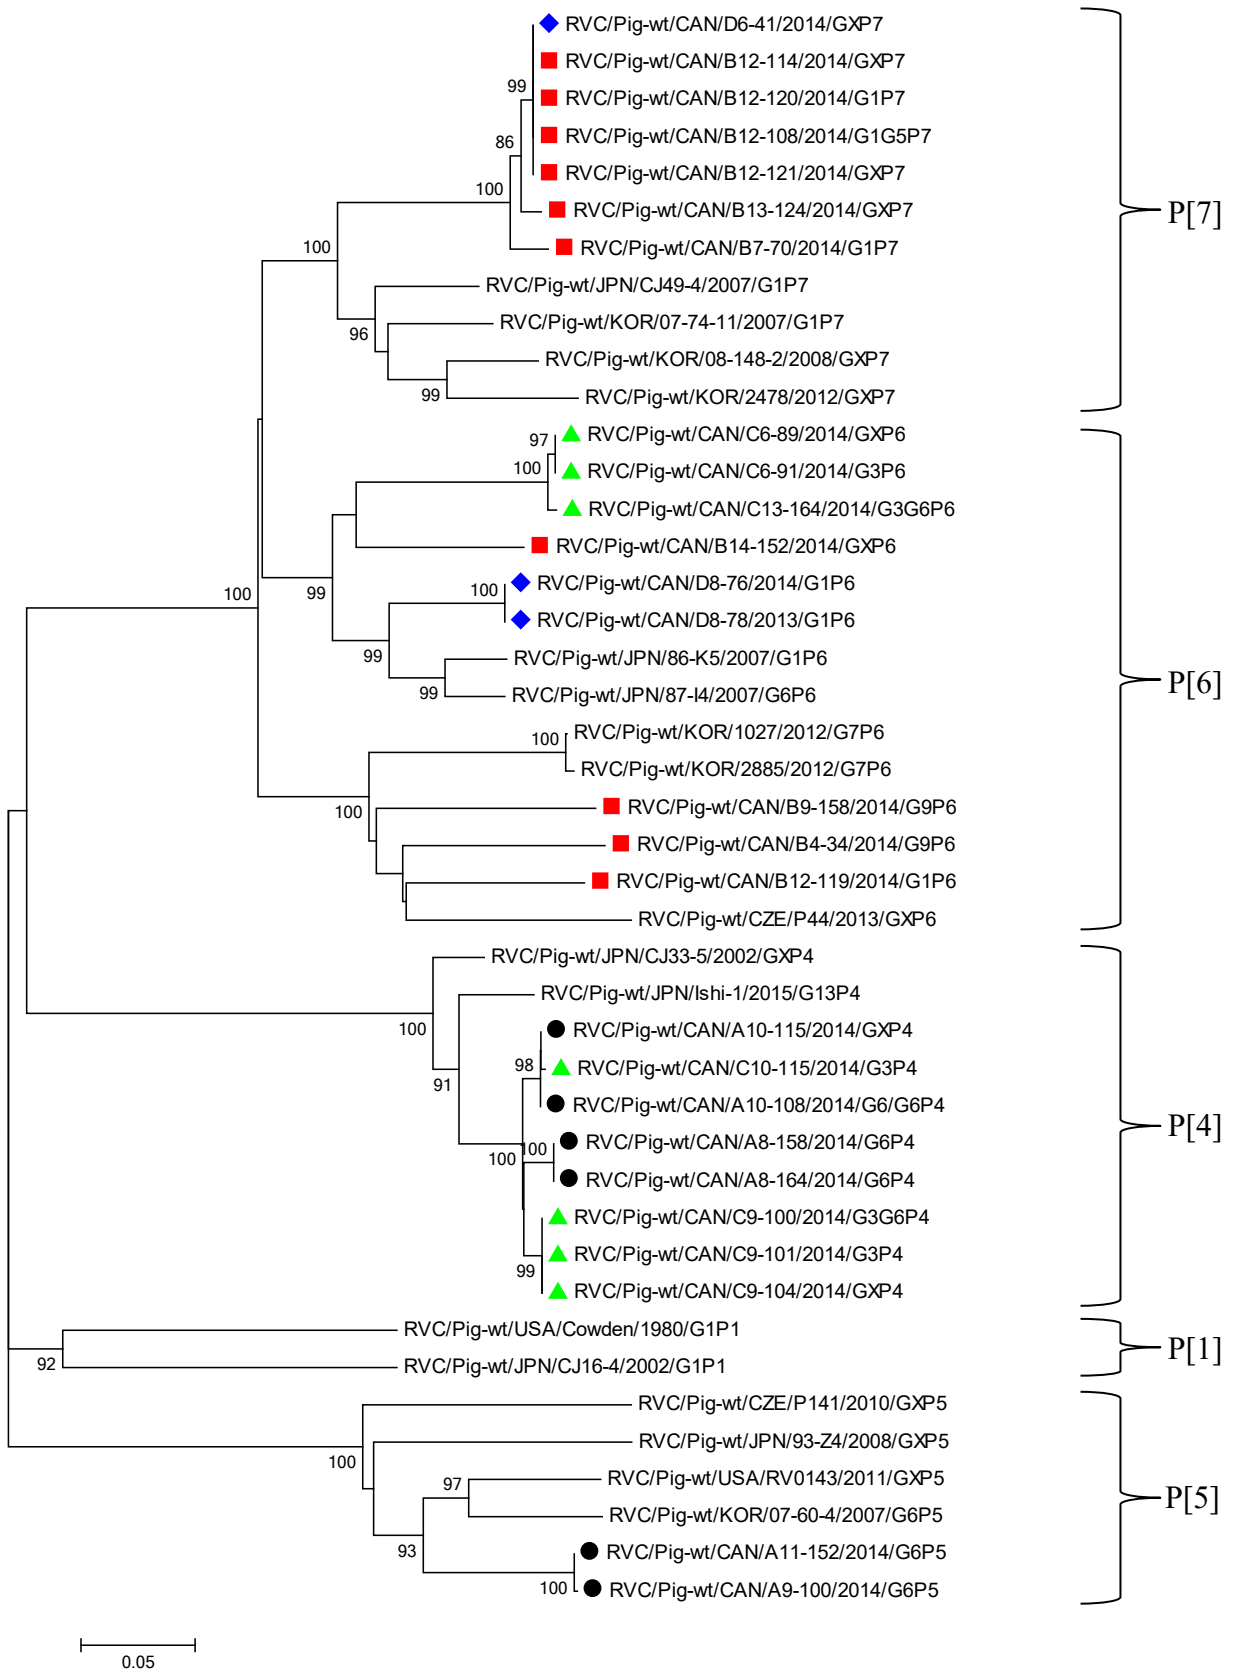 RVC/Pig-wt/CAN/D6-41/2014/GXP7
RVC/Pig-wt/CAN/B12-114/2014/GXP7
99
RVC/Pig-wt/CAN/B12-120/2014/G1P7
RVC/Pig-wt/CAN/B12-108/2014/G1G5P7
86
RVC/Pig-wt/CAN/B12-121/2014/GXP7
100
RVC/Pig-wt/CAN/B13-124/2014/GXP7
P[7]
RVC/Pig-wt/CAN/B7-70/2014/G1P7
100
RVC/Pig-wt/JPN/CJ49-4/2007/G1P7
RVC/Pig-wt/KOR/07-74-11/2007/G1P7
96
RVC/Pig-wt/KOR/08-148-2/2008/GXP7
99
RVC/Pig-wt/KOR/2478/2012/GXP7
RVC/Pig-wt/CAN/C6-89/2014/GXP6
97
100
RVC/Pig-wt/CAN/C6-91/2014/G3P6
RVC/Pig-wt/CAN/C13-164/2014/G3G6P6
RVC/Pig-wt/CAN/B14-152/2014/GXP6
RVC/Pig-wt/CAN/D8-76/2014/G1P6
100
100
99
RVC/Pig-wt/CAN/D8-78/2013/G1P6
RVC/Pig-wt/JPN/86-K5/2007/G1P6
99
P[6]
99
RVC/Pig-wt/JPN/87-I4/2007/G6P6
RVC/Pig-wt/KOR/1027/2012/G7P6
100
RVC/Pig-wt/KOR/2885/2012/G7P6
RVC/Pig-wt/CAN/B9-158/2014/G9P6
100
RVC/Pig-wt/CAN/B4-34/2014/G9P6
RVC/Pig-wt/CAN/B12-119/2014/G1P6
RVC/Pig-wt/CZE/P44/2013/GXP6
RVC/Pig-wt/JPN/CJ33-5/2002/GXP4
RVC/Pig-wt/JPN/Ishi-1/2015/G13P4
100
RVC/Pig-wt/CAN/A10-115/2014/GXP4
98
RVC/Pig-wt/CAN/C10-115/2014/G3P4
91
RVC/Pig-wt/CAN/A10-108/2014/G6/G6P4
P[4]
RVC/Pig-wt/CAN/A8-158/2014/G6P4
100
100
RVC/Pig-wt/CAN/A8-164/2014/G6P4
RVC/Pig-wt/CAN/C9-100/2014/G3G6P4
RVC/Pig-wt/CAN/C9-101/2014/G3P4
99
RVC/Pig-wt/CAN/C9-104/2014/GXP4
RVC/Pig-wt/USA/Cowden/1980/G1P1
P[1]
92
RVC/Pig-wt/JPN/CJ16-4/2002/G1P1
RVC/Pig-wt/CZE/P141/2010/GXP5
RVC/Pig-wt/JPN/93-Z4/2008/GXP5
100
RVC/Pig-wt/USA/RV0143/2011/GXP5
97
P[5]
RVC/Pig-wt/KOR/07-60-4/2007/G6P5
93
RVC/Pig-wt/CAN/A11-152/2014/G6P5
100
RVC/Pig-wt/CAN/A9-100/2014/G6P5
0.05